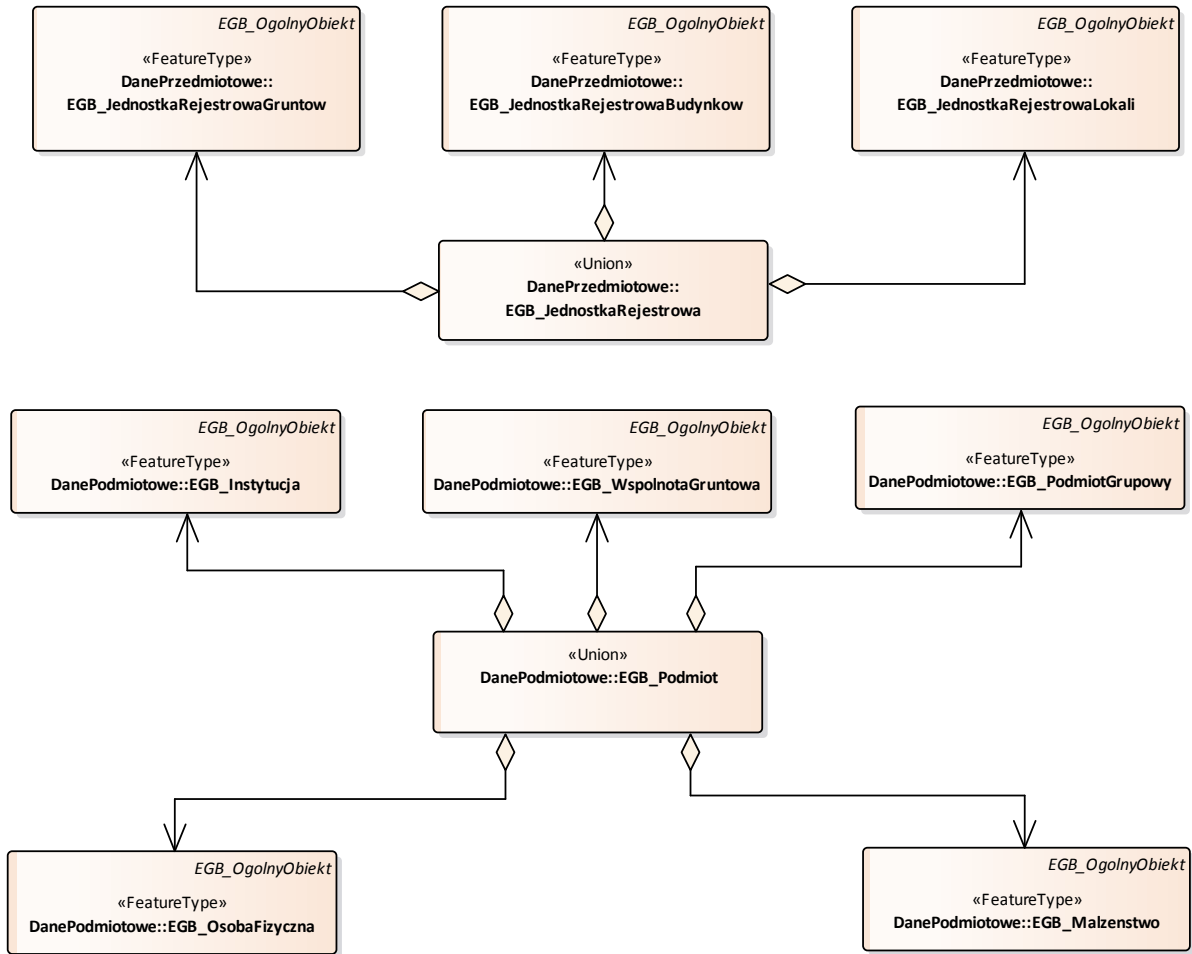 EGB_OgolnyObiekt
«FeatureType»
DanePrzedmiotowe::
EGB_JednostkaRejestrowaGruntow
EGB_OgolnyObiekt
«FeatureType»
DanePrzedmiotowe::
EGB_JednostkaRejestrowaBudynkow
EGB_OgolnyObiekt
«FeatureType»
DanePrzedmiotowe::
EGB_JednostkaRejestrowaLokali
«Union»
DanePrzedmiotowe::
EGB_JednostkaRejestrowa
EGB_OgolnyObiekt
«FeatureType»
DanePodmiotowe::EGB_Instytucja
EGB_OgolnyObiekt
«FeatureType»
DanePodmiotowe::EGB_WspolnotaGruntowa
EGB_OgolnyObiekt
«FeatureType»
DanePodmiotowe::EGB_PodmiotGrupowy
«Union»
DanePodmiotowe::EGB_Podmiot
EGB_OgolnyObiekt
«FeatureType»
DanePodmiotowe::EGB_OsobaFizyczna
EGB_OgolnyObiekt
«FeatureType»
DanePodmiotowe::EGB_Malzenstwo